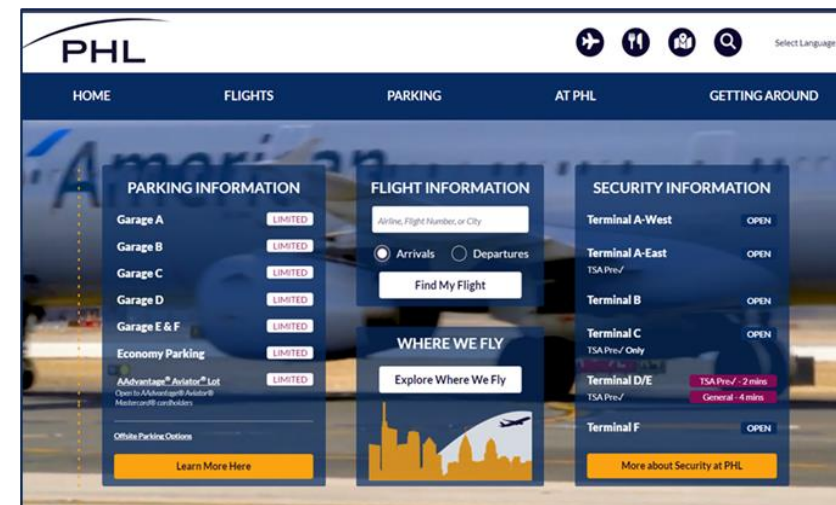 PHL
Select Language
HOME FLIGHTS PARKING AT PHL GETTING AROUND
American
PARKING INFORMATION
Garage A LIMITED
Garage B LIMITED
Garage C LIMITED
Garage D LIMITED
Garage E & F LIMITED
Economy Parking LIMITED
AAdvantage® Aviator® Lot LIMITED
Open to AAdvantage® Aviator®
Mastercard® cardholders
Offsite Parking Options
Learn More Here
FLIGHT INFORMATION
Airline, Flight Number, or City
Arrivals Departures
Find My Flight
WHERE WE FLY
Explore Where We Fly
SECURITY INFORMATION
Terminal A-West OPEN
Terminal A-East OPEN
TSA Pre✓
Terminal B OPEN
Terminal C OPEN
TSA Pre✓ Only
Terminal D/E TSA Pre✓ - 2 mins
TSA Pre✓ General - 4 mins
Terminal F OPEN
More about Security at PHL